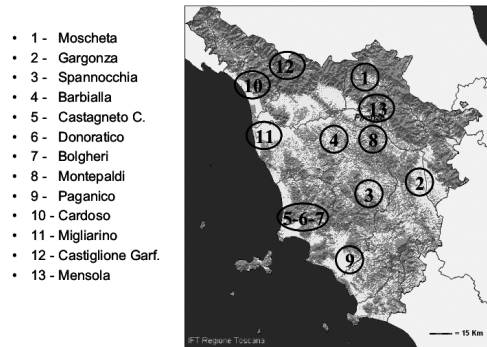 • 1 - Moscheta
• 2 - Gargonza
• 3 - Spannocchia
• 4 - Barbialla
• 5 - Castagneto C.
• 6 - Donoratico
• 7 - Bolgheri
• 8 - Montepaldi
• 9 - Paganico
• 10 - Cardoso
• 11 - Migliarino
• 12 - Castiglione Garf.
• 13 - Mensola
12
1
10
13
Firenze
11
4
8
2
3
5-6-7
9
= 15 Km
IFT Regione Toscana